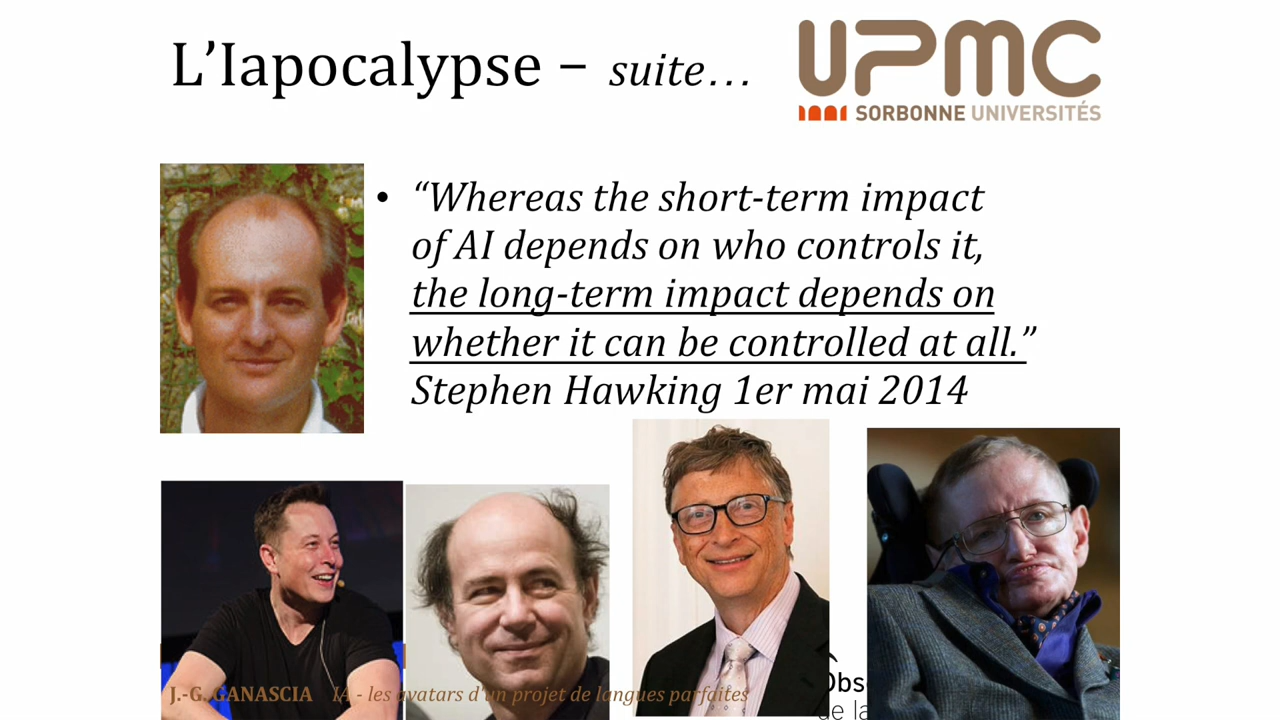 L’Iapocalypse – suite…
UPMC
SORBONNE UNIVERSITÉS
• “Whereas the short-term impact
of AI depends on who controls it,
the long-term impact depends on
whether it can be controlled at all.”
Stephen Hawking 1er mai 2014
J.-G. GANASCIA IA - les avatars d'un projet de langues parfaites
Obs
de la